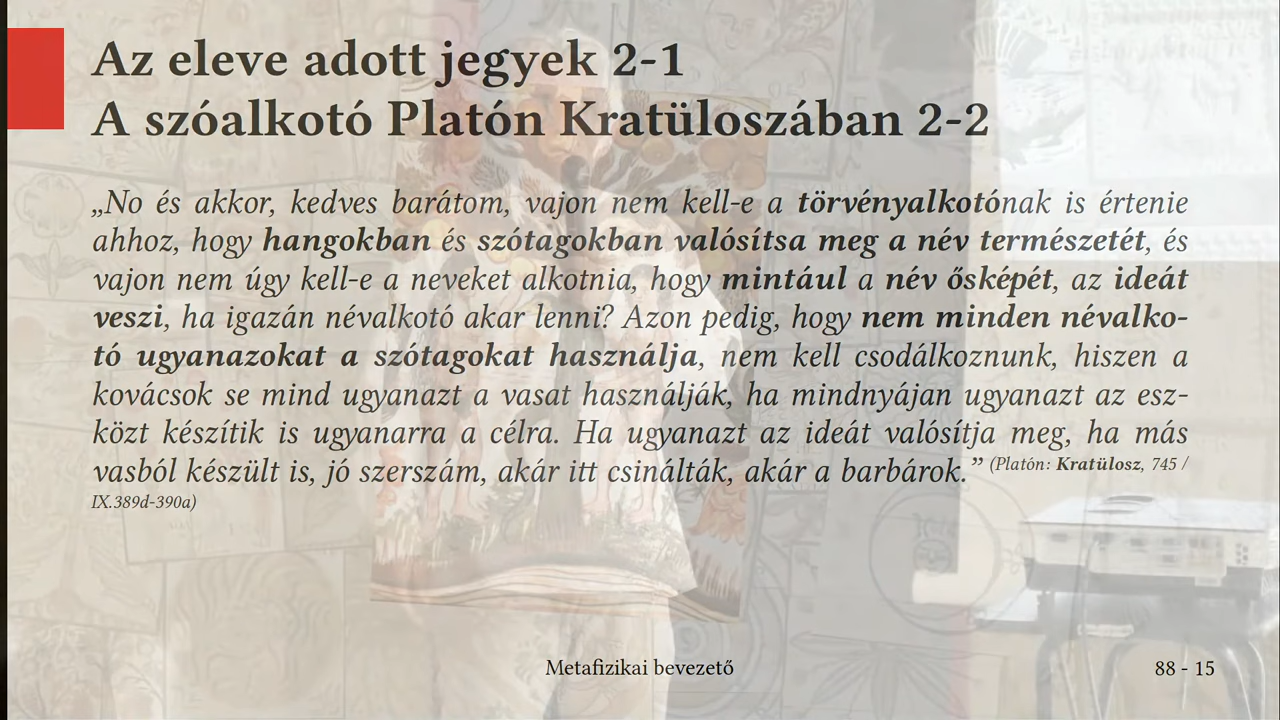 Az eleve adott jegyek 2-1
A szóalkotó Platón Kratüloszában 2-2
„No és akkor, kedves barátom, vajon nem kell-e a törvényalkotónak is értenie
ahhoz, hogy hangokban és szótagokban valósítsa meg a név természetét, és
vajon nem úgy kell-e a neveket alkotnia, hogy mintául a név ősképét, az ideát
veszi, ha igazán névalkotó akar lenni? Azon pedig, hogy nem minden névalko-
tó ugyanazokat a szótagokat használja, nem kell csodálkoznunk, hiszen a
kovácsok se mind ugyanazt a vasat használják, ha mindnyájan ugyanazt az esz-
közt készítik is ugyanarra a célra. Ha ugyanazt az ideát valósítja meg, ha más
vasból készült is, jó szerszám, akár itt csinálták, akár a barbárok.” (Platón: Kratülosz, 745 /
IX.389d-390a)
Metafizikai bevezető
88 - 15